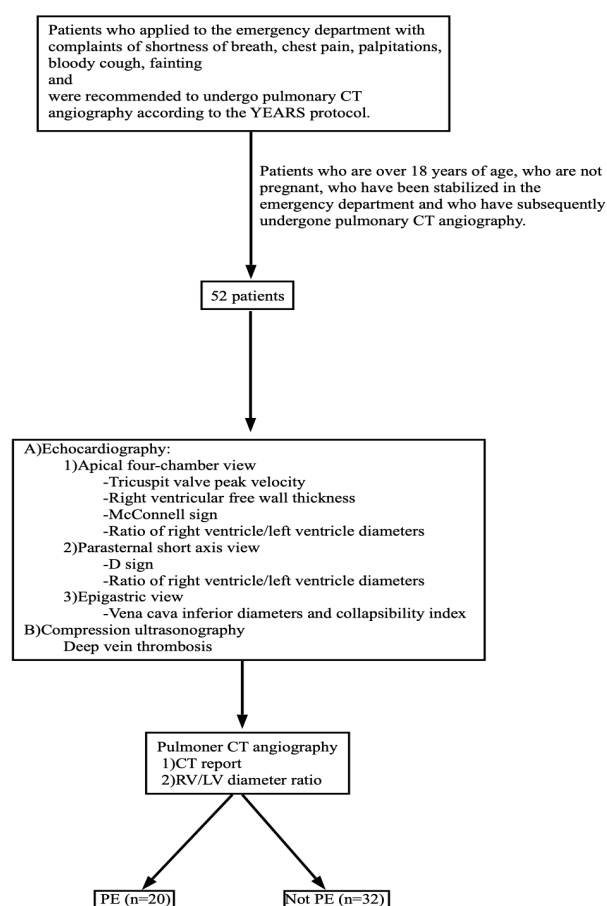 Patients who applied to the emergency department with
complaints of shortness of breath, chest pain, palpitations,
bloody cough, fainting
and
were recommended to undergo pulmonary CT
angiography according to the YEARS protocol.
Patients who are over 18 years of age, who are not
pregnant, who have been stabilized in the
emergency department and who have subsequently
undergone pulmonary CT angiography.
52 patients
A)Echocardiography:
1)Apical four-chamber view
-Tricuspit valve peak velocity
-Right ventricular free wall thickness
-McConnell sign
-Ratio of right ventricle/left ventricle diameters
2)Parasternal short axis view
-D sign
-Ratio of right ventricle/left ventricle diameters
3)Epigastric view
-Vena cava inferior diameters and collapsibility index
B)Compression ultrasonography
Deep vein thrombosis
Pulmoner CT angiography
1)CT report
2)RV/LV diameter ratio
PE (n=20)
Not PE (n=32)